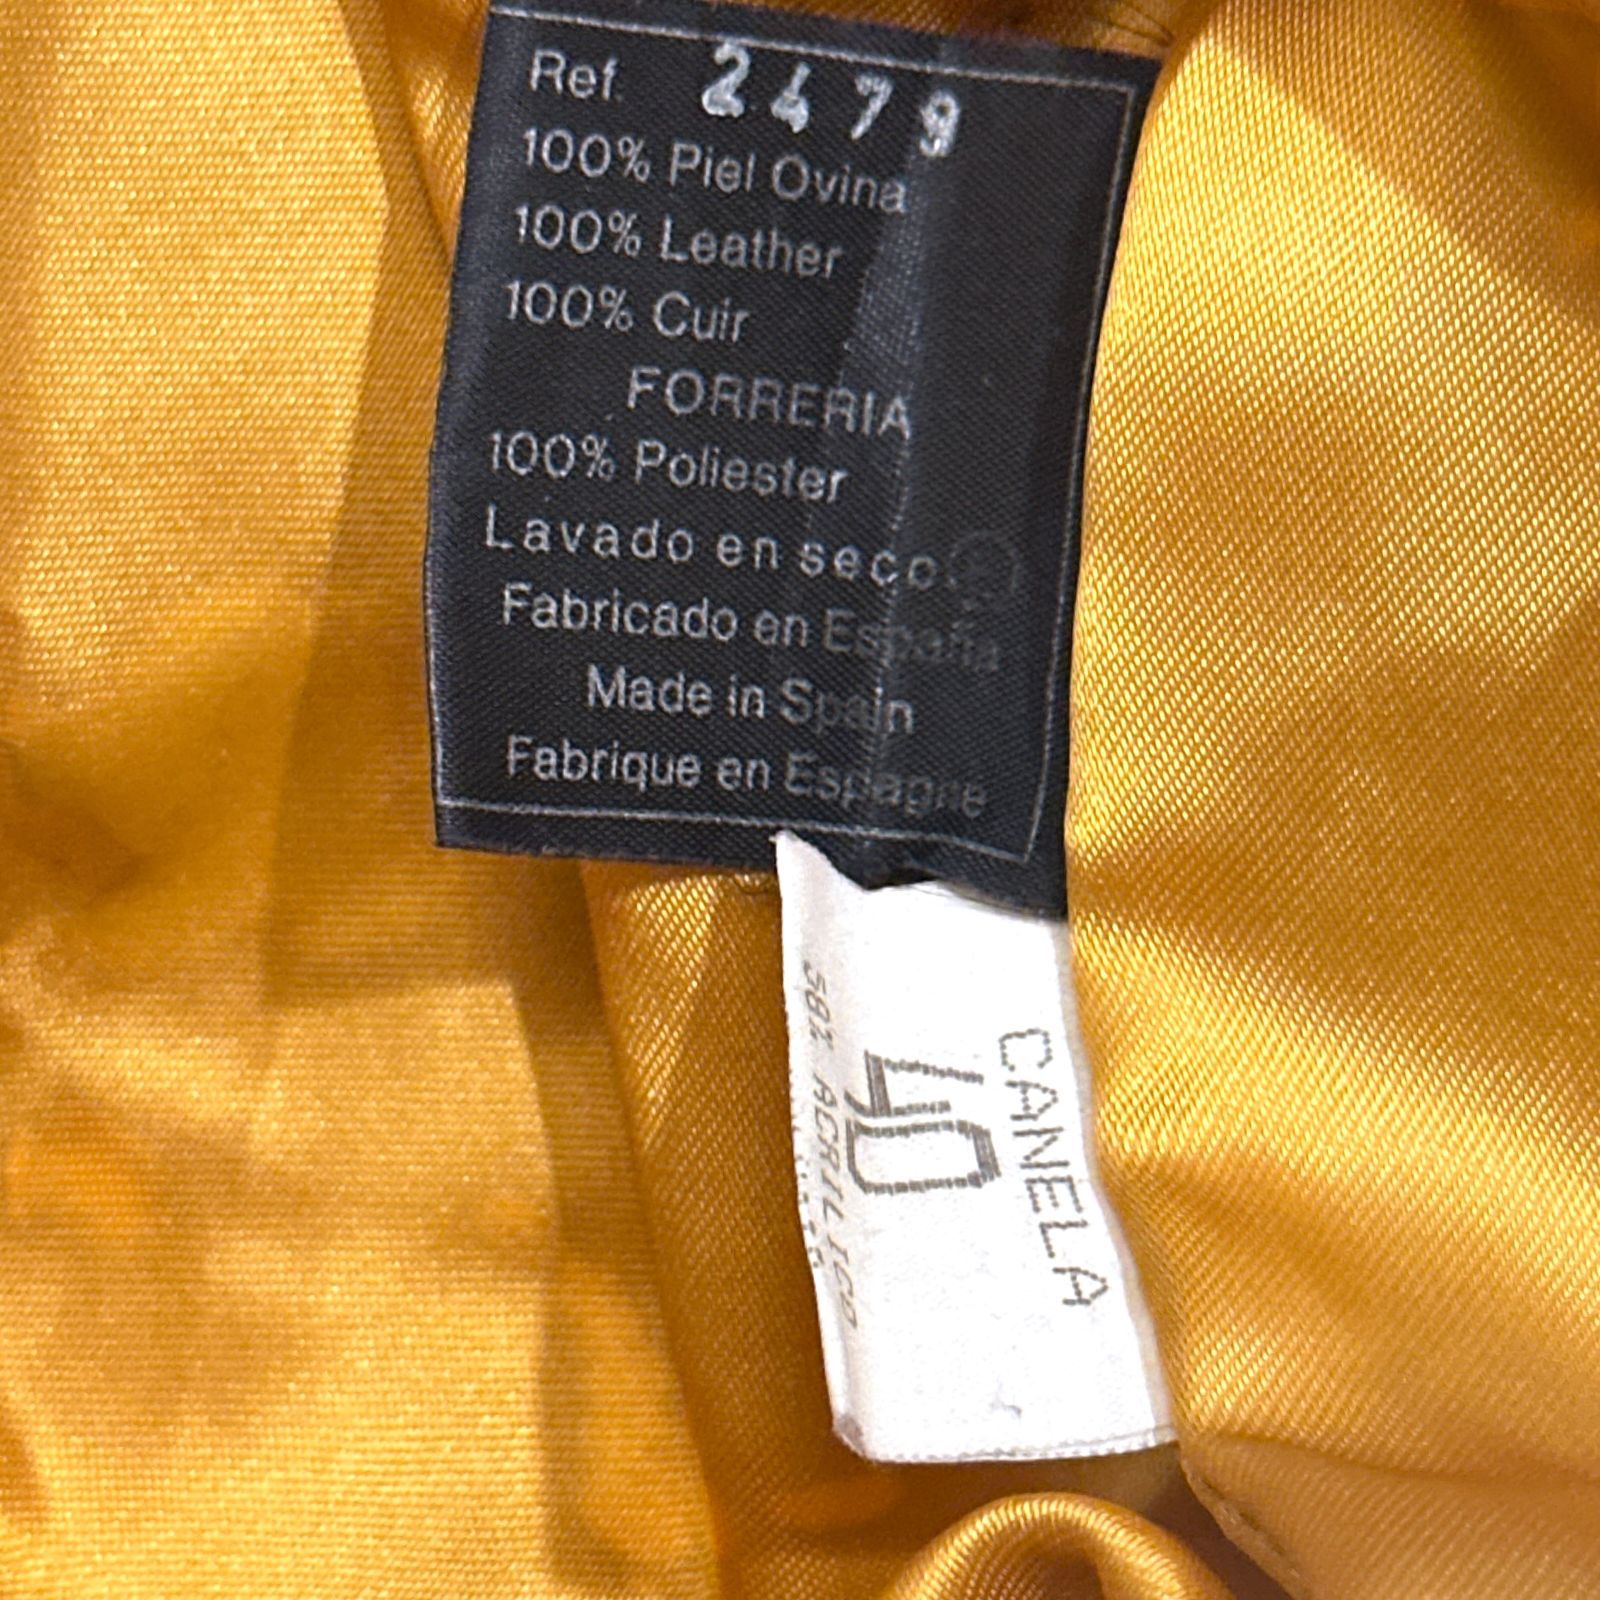 Ref. 2479
100% Piel Ovina
100% Leather
100% Cuir
FORRERIA
100% Poliester
Lavado en seco.
Fabricado en España
Made in Spain
Fabrique en Espagne
CANELA
40
58% ACRILICO